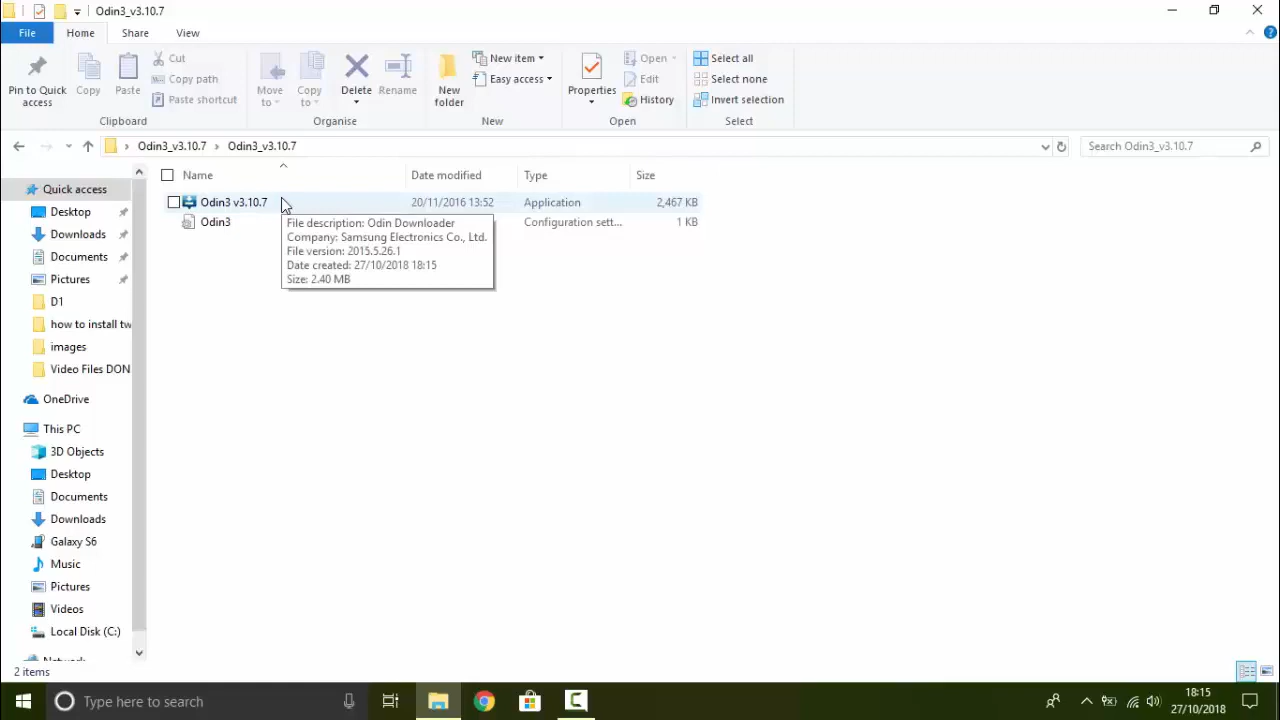 Odin3_v3.10.7
File Home Share View
Pin to Quick access
Copy
Paste
Cut
Copy path
Paste shortcut
Clipboard
Move to
Copy to
Delete
Rename
Organise
New folder
New item
Easy access
New
Properties
Open
Edit
History
Open
Select all
Select none
Invert selection
Select
Odin3_v3.10.7 Odin3_v3.10.7
Search Odin3_v3.10.7
Name Date modified Type Size
Odin3 v3.10.7 20/11/2016 13:52 Application 2,467 KB
Odin3 Configuration sett... 1 KB
File description: Odin Downloader
Company: Samsung Electronics Co., Ltd.
File version: 2015.5.26.1
Date created: 27/10/2018 18:15
Size: 2.40 MB
Quick access
Desktop
Downloads
Documents
Pictures
D1
how to install tw
images
Video Files DON
OneDrive
This PC
3D Objects
Desktop
Documents
Downloads
Galaxy S6
Music
Pictures
Videos
Local Disk (C:)
2 items
Type here to search
18:15
27/10/2018